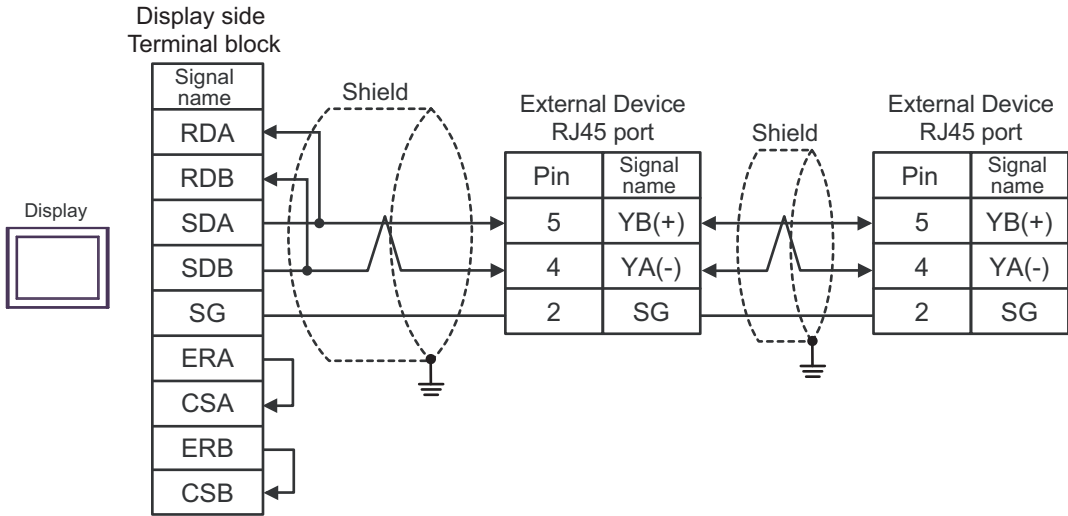 Display side
Terminal block
Signal
name
RDA
RDB
SDA
SDB
SG
ERA
CSA
ERB
CSB
Display
Shield
External Device
RJ45 port
Pin
Signal
name
5
YB(+)
4
YA(-)
2
SG
Shield
External Device
RJ45 port
Pin
Signal
name
5
YB(+)
4
YA(-)
2
SG